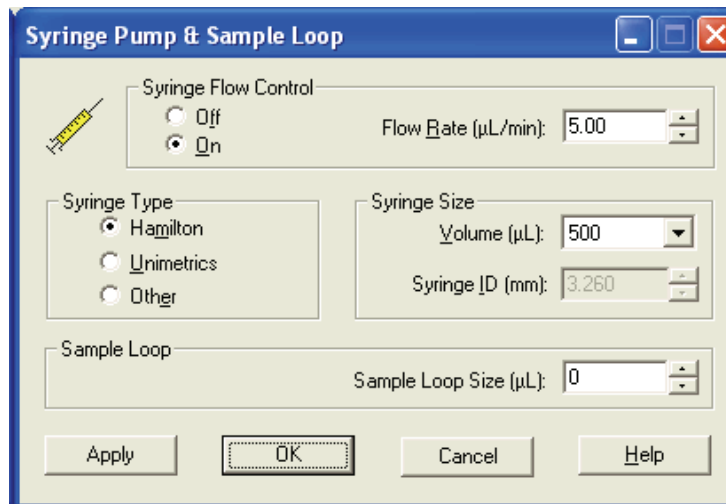 Syringe Pump & Sample Loop
Syringe Flow Control
Off
On
Flow Rate (µL/min): 5.00
Syringe Type
Hamilton
Unimetrics
Other
Syringe Size
Volume (µL): 500
Syringe ID (mm): 3.260
Sample Loop
Sample Loop Size (µL): 0
Apply OK Cancel Help